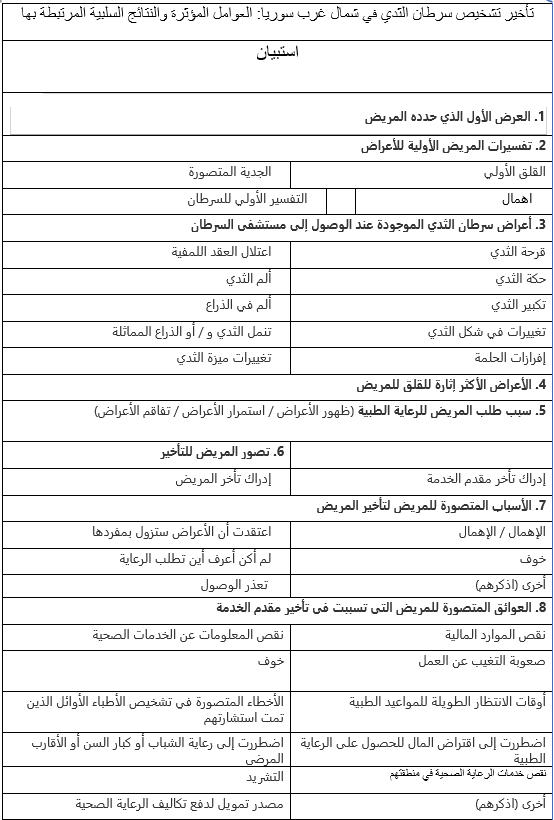 تأخير تشخيص سرطان الثدي في شمال غرب سوريا: العوامل المؤثرة والنتائج السلبية المرتبطة بها
استبيان
1. العرض الأول الذي حدده المريض
2. تفسيرات المريض الأولية للأعراض
القلق الأولي
الجدية المتصورة
اهمال
التفسير الأولي للسرطان
3. أعراض سرطان الثدي الموجودة عند الوصول إلى مستشفى السرطان
قرحة الثدي
اعتلال العقد اللمفية
حكة الثدي
ألم الثدي
تكبير الثدي
ألم في الذراع
تغييرات في شكل الثدي
تنمل الثدي و / أو الذراع المماثلة
إفرازات الحلمة
تغييرات ميزة الثدي
4. الأعراض الأكثر إثارة للقلق للمريض
5. سبب طلب المريض للرعاية الطبية (ظهور الأعراض / استمرار الأعراض / تفاقم الأعراض)
6. تصور المريض للتأخير
إدراك تأخر مقدم الخدمة
إدراك تأخر المريض
7. الأسباب المتصورة للمريض لتأخير المريض
الإهمال / الإهمال
اعتقدت أن الأعراض ستزول بمفردها
خوف
لم أكن أعرف أين تطلب الرعاية
أخرى (اذكرهم)
تعذر الوصول
8. العوائق المتصورة للمريض التي تسببت في تأخير مقدم الخدمة
نقص الموارد المالية
نقص المعلومات عن الخدمات الصحية
صعوبة التغيب عن العمل
خوف
أوقات الانتظار الطويلة للمواعيد الطبية
الأخطاء المتصورة في تشخيص الأطباء الأوائل الذين
تمت استشارتهم
اضطررت إلى اقتراض المال للحصول على الرعاية
الطبية
اضطررت إلى رعاية الشباب أو كبار السن أو الأقارب
المرضى
نقص خدمات الرعاية الصحية في منطقتهم
التشريد
أخرى (اذكرهم)
مصدر تمويل لدفع تكاليف الرعاية الصحية